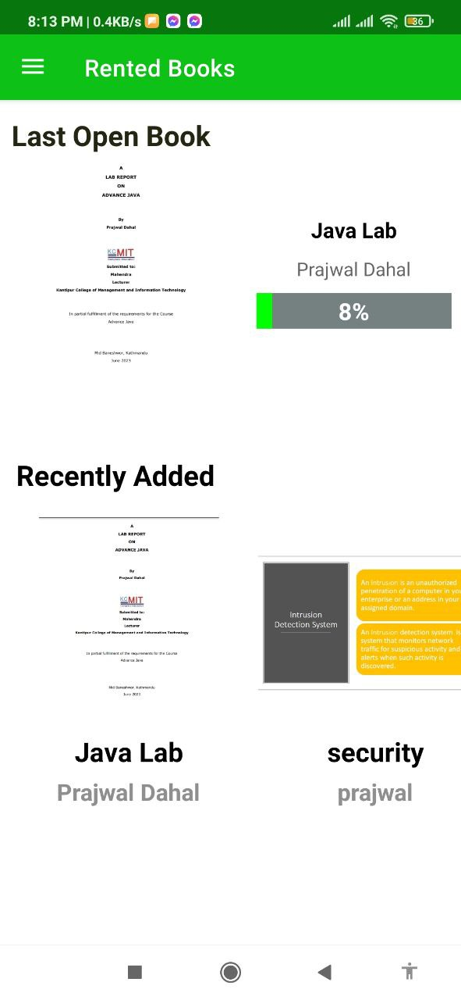 8:13 PM | 0.4KB/s
36
Rented Books
Last Open Book
A
LAB REPORT
ON
ADVANCE JAVA
By
Prajwal Dahal
KCMIT
Submitted to:
Mahendra
Lecturer
Kantipur College of Management and Information Technology
In partial fulfillment of the requirements for the Course
Advance Java
Mid Baneshwor, Kathmandu
June 2023
Java Lab
Prajwal Dahal
8%
Recently Added
A
LAB REPORT
ON
ADVANCE JAVA
By
Prajwal Dahal
KCMIT
Submitted to:
Mahendra
Lecturer
Kantipur College of Management and Information Technology
In partial fulfillment of the requirements for the Course
Advance Java
Mid Baneshwor, Kathmandu
June 2023
Java Lab
Prajwal Dahal
Intrusion
Detection System
An Intrusion is an unauthorized
penetration of a computer in you
enterprise or an address in your
assigned domain.
An intrusion detection system is
system that monitors network
traffic for suspicious activity and
alerts when such activity is
discovered.
security
prajwal